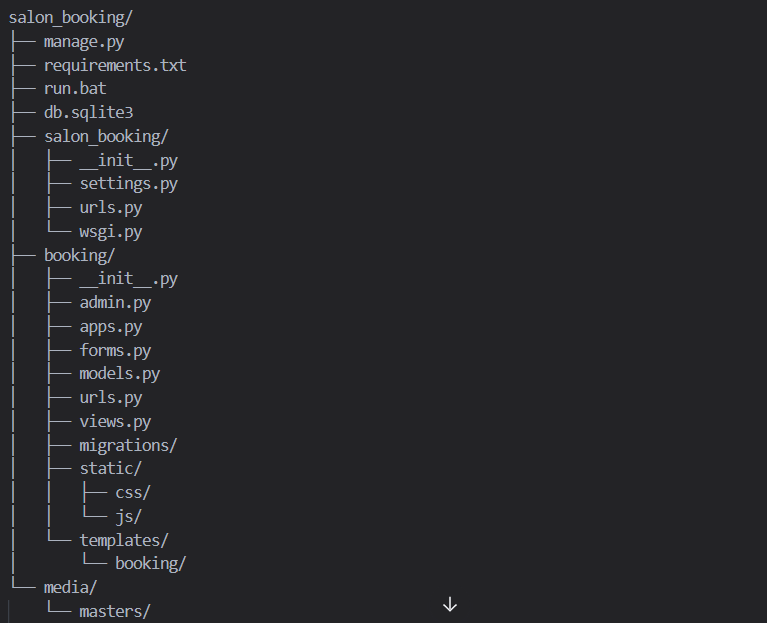 salon_booking/
├── manage.py
├── requirements.txt
├── run.bat
├── db.sqlite3
├── salon_booking/
│   ├── __init__.py
│   ├── settings.py
│   ├── urls.py
│   └── wsgi.py
├── booking/
│   ├── __init__.py
│   ├── admin.py
│   ├── apps.py
│   ├── forms.py
│   ├── models.py
│   ├── urls.py
│   ├── views.py
│   ├── migrations/
│   ├── static/
│   │   ├── css/
│   │   └── js/
│   └── templates/
│       └── booking/
└── media/
    └── masters/